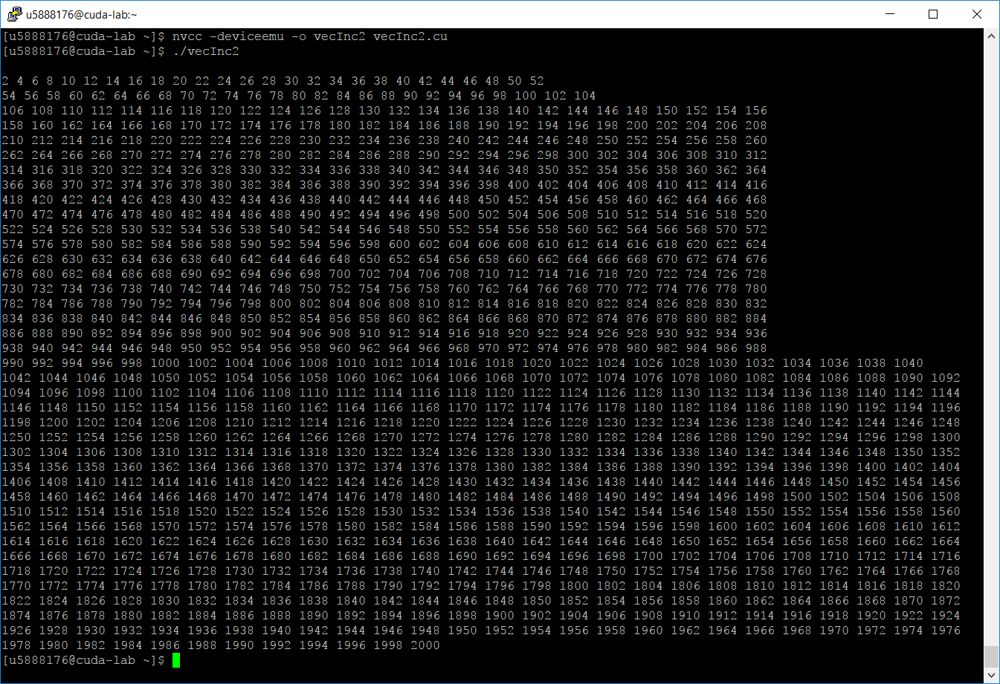 u5888176@cuda-lab:~
[u5888176@cuda-lab ~]$ nvcc -deviceemu -o vecInc2 vecInc2.cu
[u5888176@cuda-lab ~]$ ./vecInc2
2 4 6 8 10 12 14 16 18 20 22 24 26 28 30 32 34 36 38 40 42 44 46 48 50 52
54 56 58 60 62 64 66 68 70 72 74 76 78 80 82 84 86 88 90 92 94 96 98 100 102 104
106 108 110 112 114 116 118 120 122 124 126 128 130 132 134 136 138 140 142 144 146 148 150 152 154 156
158 160 162 164 166 168 170 172 174 176 178 180 182 184 186 188 190 192 194 196 198 200 202 204 206 208
210 212 214 216 218 220 222 224 226 228 230 232 234 236 238 240 242 244 246 248 250 252 254 256 258 260
262 264 266 268 270 272 274 276 278 280 282 284 286 288 290 292 294 296 298 300 302 304 306 308 310 312
314 316 318 320 322 324 326 328 330 332 334 336 338 340 342 344 346 348 350 352 354 356 358 360 362 364
366 368 370 372 374 376 378 380 382 384 386 388 390 392 394 396 398 400 402 404 406 408 410 412 414 416
418 420 422 424 426 428 430 432 434 436 438 440 442 444 446 448 450 452 454 456 458 460 462 464 466 468
470 472 474 476 478 480 482 484 486 488 490 492 494 496 498 500 502 504 506 508 510 512 514 516 518 520
522 524 526 528 530 532 534 536 538 540 542 544 546 548 550 552 554 556 558 560 562 564 566 568 570 572
574 576 578 580 582 584 586 588 590 592 594 596 598 600 602 604 606 608 610 612 614 616 618 620 622 624
626 628 630 632 634 636 638 640 642 644 646 648 650 652 654 656 658 660 662 664 666 668 670 672 674 676
678 680 682 684 686 688 690 692 694 696 698 700 702 704 706 708 710 712 714 716 718 720 722 724 726 728
730 732 734 736 738 740 742 744 746 748 750 752 754 756 758 760 762 764 766 768 770 772 774 776 778 780
782 784 786 788 790 792 794 796 798 800 802 804 806 808 810 812 814 816 818 820 822 824 826 828 830 832
834 836 838 840 842 844 846 848 850 852 854 856 858 860 862 864 866 868 870 872 874 876 878 880 882 884
886 888 890 892 894 896 898 900 902 904 906 908 910 912 914 916 918 920 922 924 926 928 930 932 934 936
938 940 942 944 946 948 950 952 954 956 958 960 962 964 966 968 970 972 974 976 978 980 982 984 986 988
990 992 994 996 998 1000 1002 1004 1006 1008 1010 1012 1014 1016 1018 1020 1022 1024 1026 1028 1030 1032 1034 1036 1038 1040
1042 1044 1046 1048 1050 1052 1054 1056 1058 1060 1062 1064 1066 1068 1070 1072 1074 1076 1078 1080 1082 1084 1086 1088 1090 1092
1094 1096 1098 1100 1102 1104 1106 1108 1110 1112 1114 1116 1118 1120 1122 1124 1126 1128 1130 1132 1134 1136 1138 1140 1142 1144
1146 1148 1150 1152 1154 1156 1158 1160 1162 1164 1166 1168 1170 1172 1174 1176 1178 1180 1182 1184 1186 1188 1190 1192 1194 1196
1198 1200 1202 1204 1206 1208 1210 1212 1214 1216 1218 1220 1222 1224 1226 1228 1230 1232 1234 1236 1238 1240 1242 1244 1246 1248
1250 1252 1254 1256 1258 1260 1262 1264 1266 1268 1270 1272 1274 1276 1278 1280 1282 1284 1286 1288 1290 1292 1294 1296 1298 1300
1302 1304 1306 1308 1310 1312 1314 1316 1318 1320 1322 1324 1326 1328 1330 1332 1334 1336 1338 1340 1342 1344 1346 1348 1350 1352
1354 1356 1358 1360 1362 1364 1366 1368 1370 1372 1374 1376 1378 1380 1382 1384 1386 1388 1390 1392 1394 1396 1398 1400 1402 1404
1406 1408 1410 1412 1414 1416 1418 1420 1422 1424 1426 1428 1430 1432 1434 1436 1438 1440 1442 1444 1446 1448 1450 1452 1454 1456
1458 1460 1462 1464 1466 1468 1470 1472 1474 1476 1478 1480 1482 1484 1486 1488 1490 1492 1494 1496 1498 1500 1502 1504 1506 1508
1510 1512 1514 1516 1518 1520 1522 1524 1526 1528 1530 1532 1534 1536 1538 1540 1542 1544 1546 1548 1550 1552 1554 1556 1558 1560
1562 1564 1566 1568 1570 1572 1574 1576 1578 1580 1582 1584 1586 1588 1590 1592 1594 1596 1598 1600 1602 1604 1606 1608 1610 1612
1614 1616 1618 1620 1622 1624 1626 1628 1630 1632 1634 1636 1638 1640 1642 1644 1646 1648 1650 1652 1654 1656 1658 1660 1662 1664
1666 1668 1670 1672 1674 1676 1678 1680 1682 1684 1686 1688 1690 1692 1694 1696 1698 1700 1702 1704 1706 1708 1710 1712 1714 1716
1718 1720 1722 1724 1726 1728 1730 1732 1734 1736 1738 1740 1742 1744 1746 1748 1750 1752 1754 1756 1758 1760 1762 1764 1766 1768
1770 1772 1774 1776 1778 1780 1782 1784 1786 1788 1790 1792 1794 1796 1798 1800 1802 1804 1806 1808 1810 1812 1814 1816 1818 1820
1822 1824 1826 1828 1830 1832 1834 1836 1838 1840 1842 1844 1846 1848 1850 1852 1854 1856 1858 1860 1862 1864 1866 1868 1870 1872
1874 1876 1878 1880 1882 1884 1886 1888 1890 1892 1894 1896 1898 1900 1902 1904 1906 1908 1910 1912 1914 1916 1918 1920 1922 1924
1926 1928 1930 1932 1934 1936 1938 1940 1942 1944 1946 1948 1950 1952 1954 1956 1958 1960 1962 1964 1966 1968 1970 1972 1974 1976
1978 1980 1982 1984 1986 1988 1990 1992 1994 1996 1998 2000
[u5888176@cuda-lab ~]$